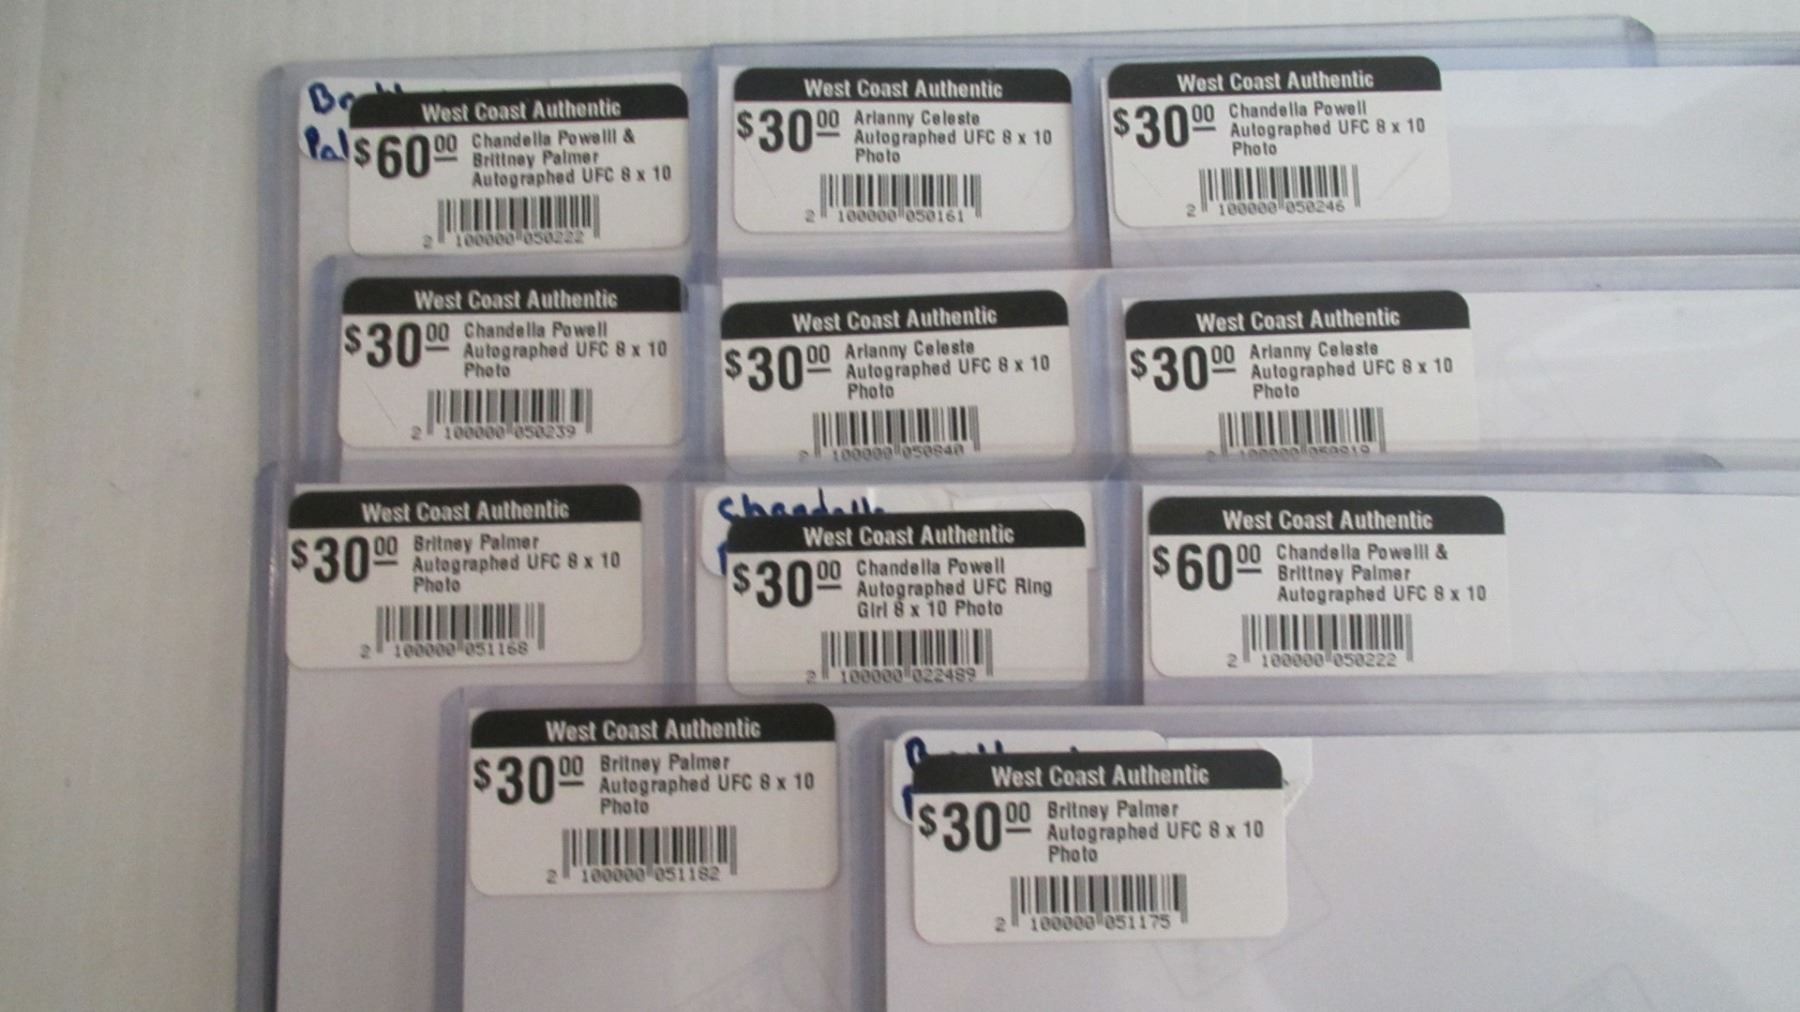 West Coast Authentic
$30 00 Arianny Celeste
Autographed UFC 8 x 10
Photo
2 100000 050161
West Coast Authentic
$30 00 Chandella Powell
Autographed UFC 8 x 10
Photo
2 100000 050246
Pal
West Coast Authentic
$60 00 Chandella Powelll &
Brittney Palmer
Autographed UFC 8 x 10
2 100000 050222
West Coast Authentic
$30 00 Chandella Powell
Autographed UFC 8 x 10
Photo
2 100000 050239
West Coast Authentic
$30 00 Arianny Celeste
Autographed UFC 8 x 10
Photo
2 100000 050840
West Coast Authentic
$30 00 Arianny Celeste
Autographed UFC 8 x 10
Photo
West Coast Authentic
$30 00 Britney Palmer
Autographed UFC 8 x 10
Photo
2 100000 051168
West Coast Authentic
$30 00 Chandella Powell
Autographed UFC Ring
Girl 8 x 10 Photo
2 100000 022489
West Coast Authentic
$60 00 Chandella Powelll &
Brittney Palmer
Autographed UFC 8 x 10
2 100000 050222
West Coast Authentic
$30 00 Britney Palmer
Autographed UFC 8 x 10
Photo
2 100000 051182
West Coast Authentic
$30 00 Britney Palmer
Autographed UFC 8 x 10
Photo
2 100000 051175